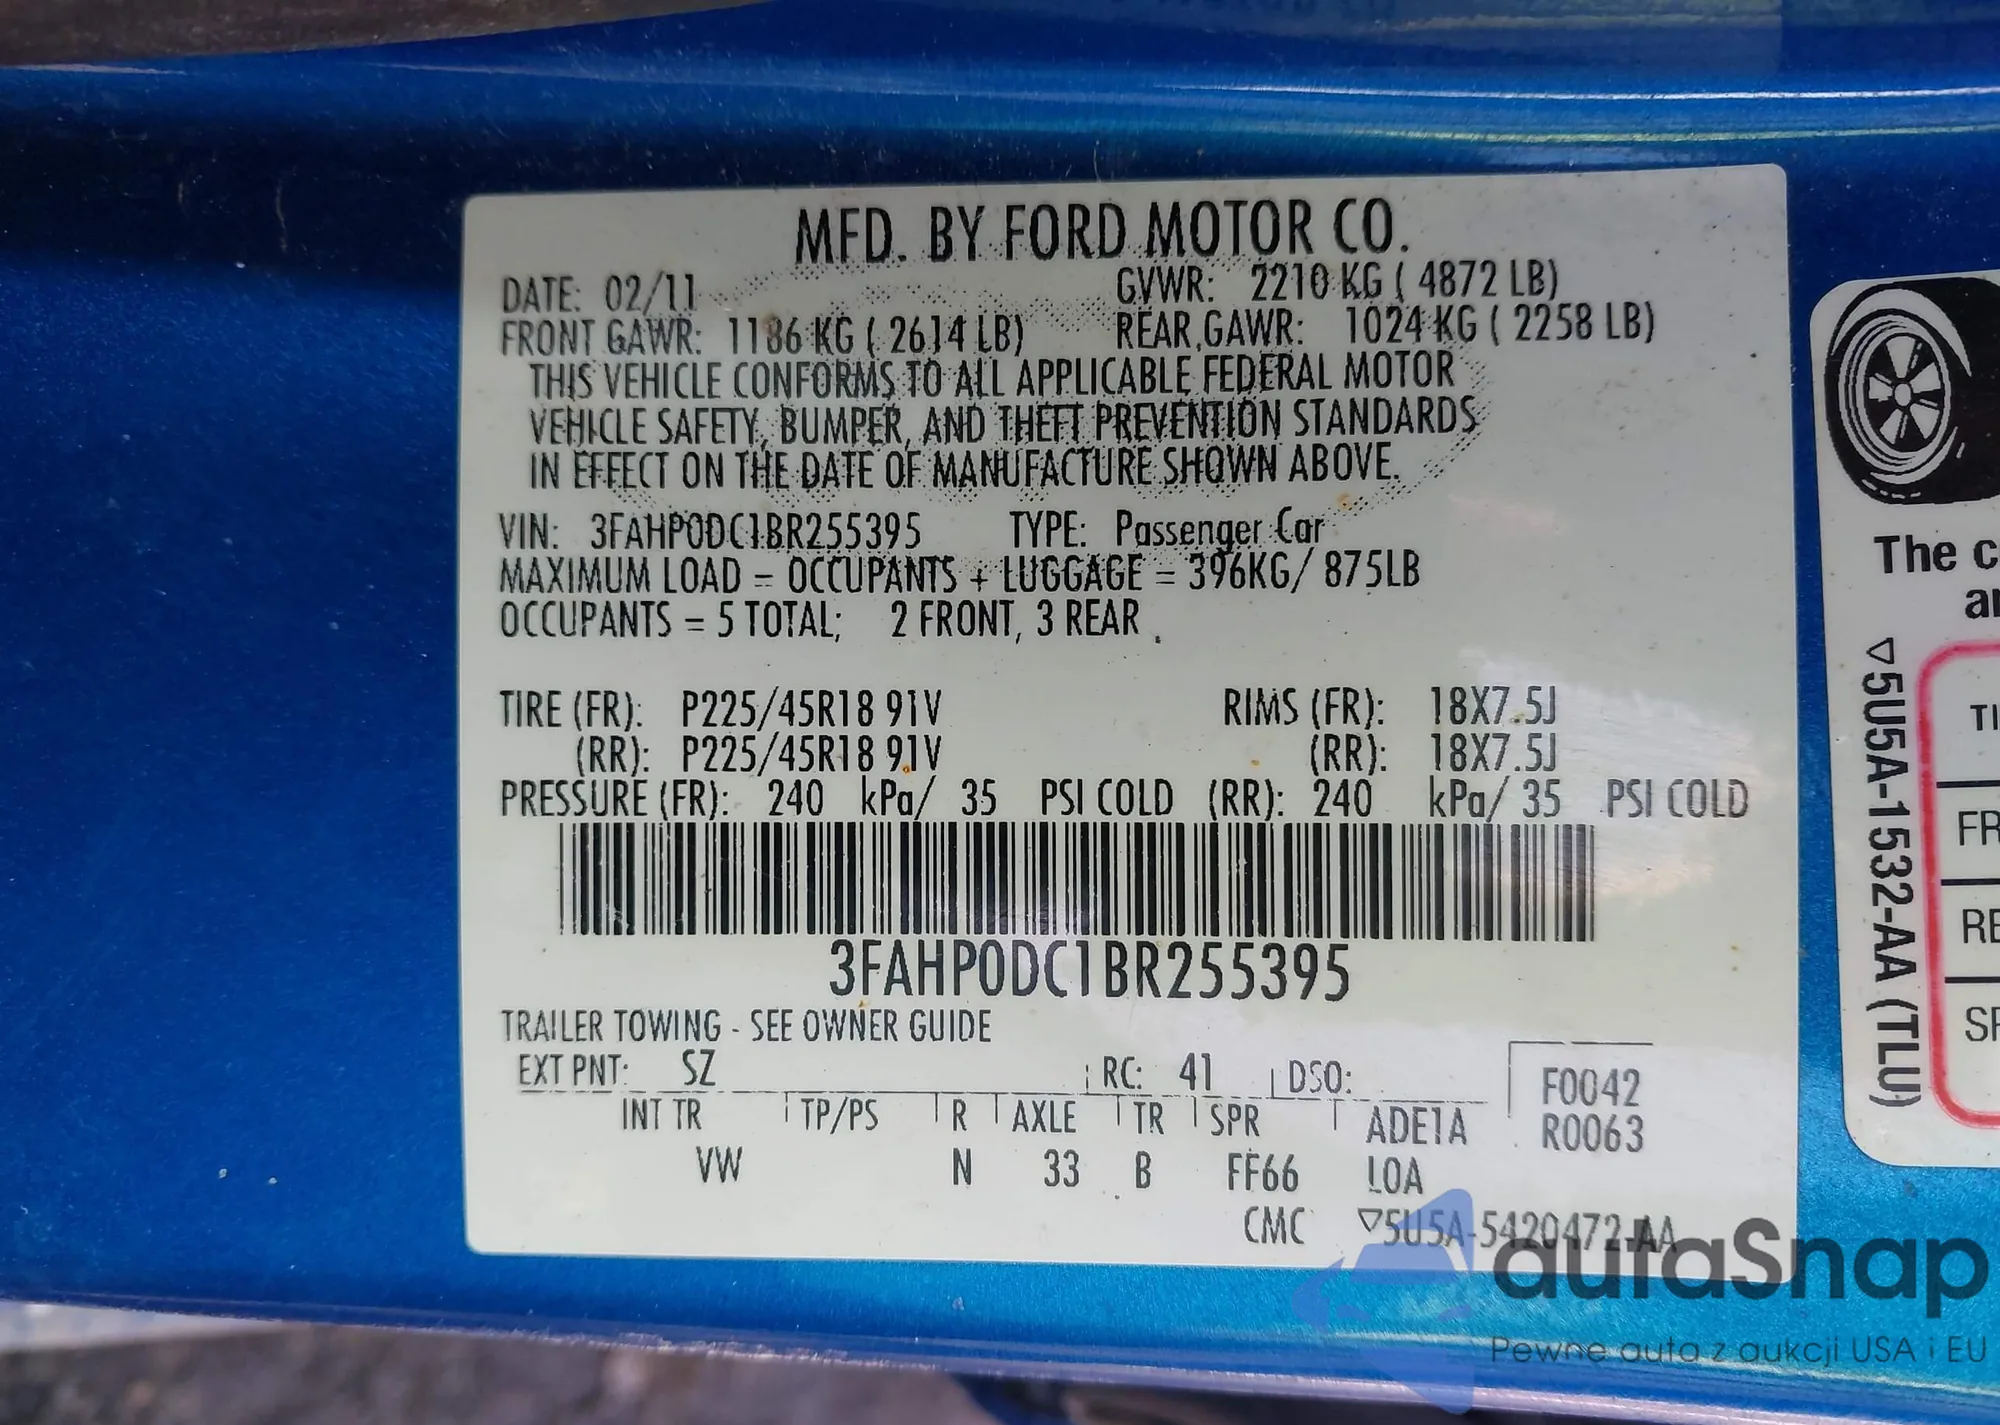 MFD. BY FORD MOTOR CO.
DATE: 02/11 GVWR: 2210 KG ( 4872 LB)
FRONT GAWR: 1186 KG ( 2614 LB) REAR GAWR: 1024 KG ( 2258 LB)
THIS VEHICLE CONFORMS TO ALL APPLICABLE FEDERAL MOTOR
VEHICLE SAFETY, BUMPER, AND THEFT PREVENTION STANDARDS
IN EFFECT ON THE DATE OF MANUFACTURE SHOWN ABOVE.
VIN: 3FAHP0DC1BR255395 TYPE: Passenger Car
MAXIMUM LOAD = OCCUPANTS + LUGGAGE = 396KG/ 875LB
OCCUPANTS = 5 TOTAL; 2 FRONT, 3 REAR
TIRE (FR): P225/45R18 91V RIMS (FR): 18X7.5J
(RR): P225/45R18 91V (RR): 18X7.5J
PRESSURE (FR): 240 kPa/ 35 PSI COLD (RR): 240 kPa/ 35 PSI COLD
3FAHP0DC1BR255395
TRAILER TOWING - SEE OWNER GUIDE
EXT PNT: SZ RC: 41 DSO: F0042
INT TR TP/PS R AXLE TR SPR ADE1A R0063
VW N 33 B FF66 LOA
CMC ▽5U5A-5420472-AA
The c
an
▽5U5A-1532-AA (TLU)
TI
FR
RE
SP
autaSnap
Pewne auta z aukcji USA i EU